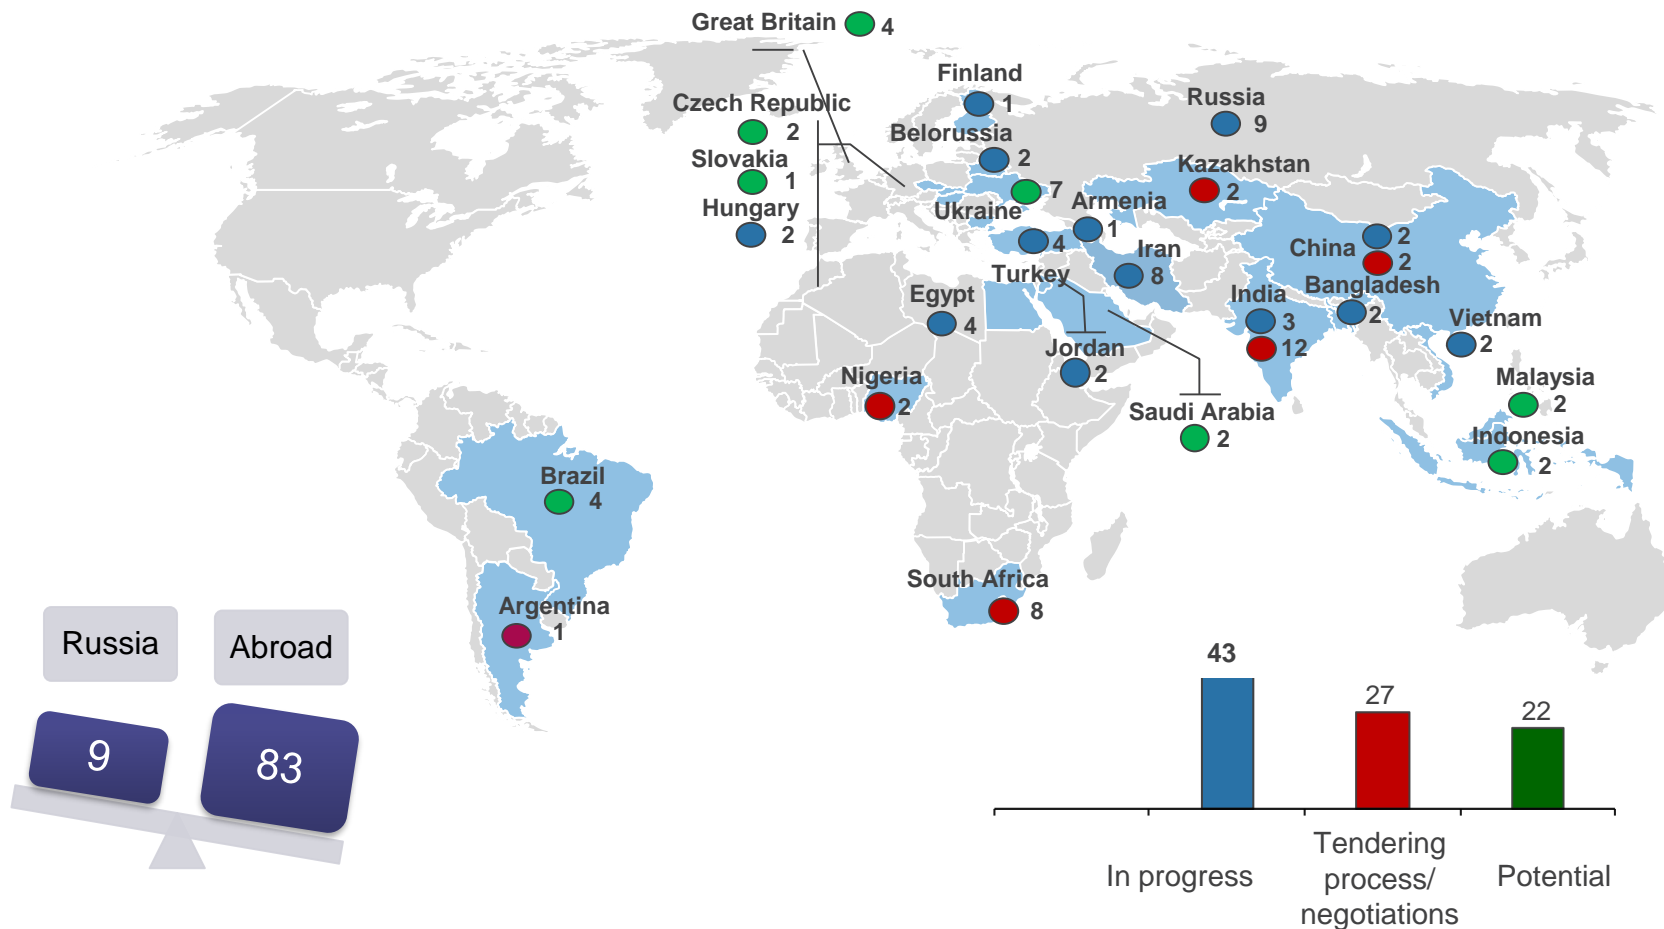 Great Britain 4
Finland
1
Czech Republic
2
Slovakia
1
Hungary
2
Russia
9
Belorussia
2
Kazakhstan
2
7
Ukraine
Armenia
1
4
Turkey
Iran
8
China
2
2
Bangladesh
2
India
3
12
Vietnam
2
Egypt
4
Jordan
2
Nigeria
2
Saudi Arabia
2
Malaysia
2
Indonesia
2
Brazil
4
South Africa
8
Argentina
1
Russia
Abroad
9
83
43
27
22
In progress
Tendering
process/
negotiations
Potential